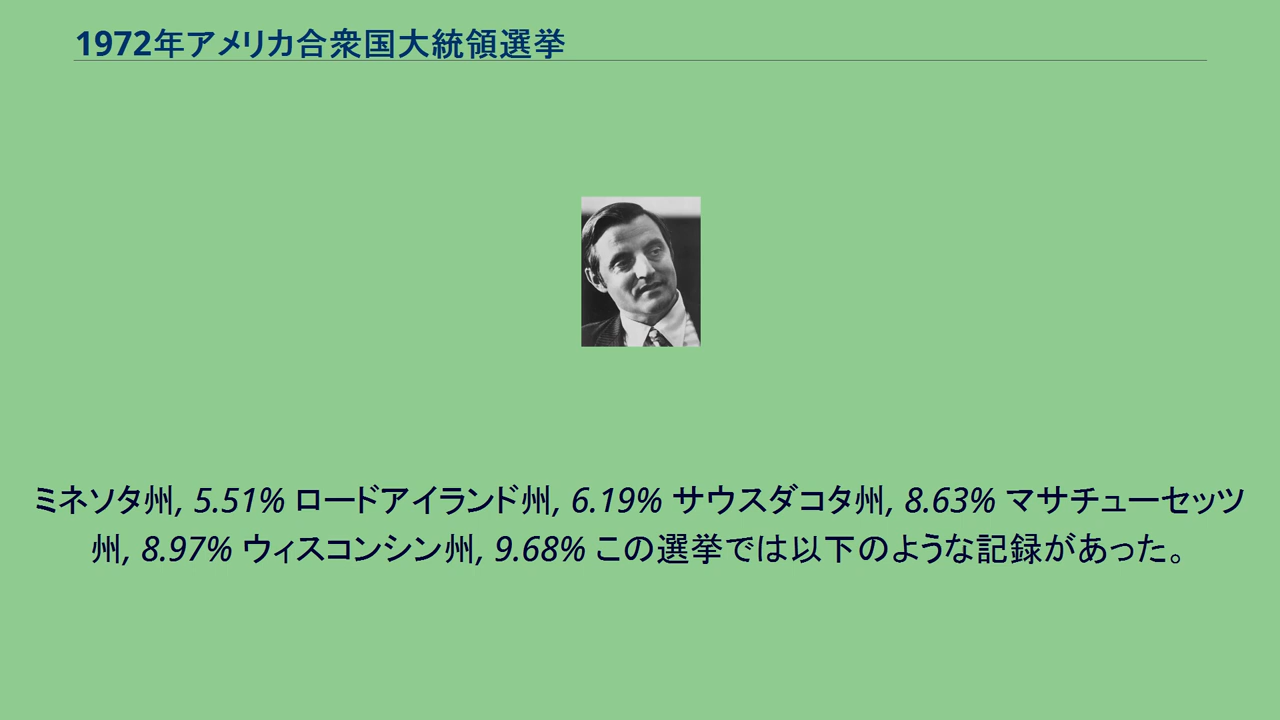 1972年アメリカ合衆国大統領選挙
ミネソタ州, 5.51% ロードアイランド州, 6.19% サウスダコタ州, 8.63% マサチューセッツ
州, 8.97% ウィスコンシン州, 9.68% この選挙では以下のような記録があった。